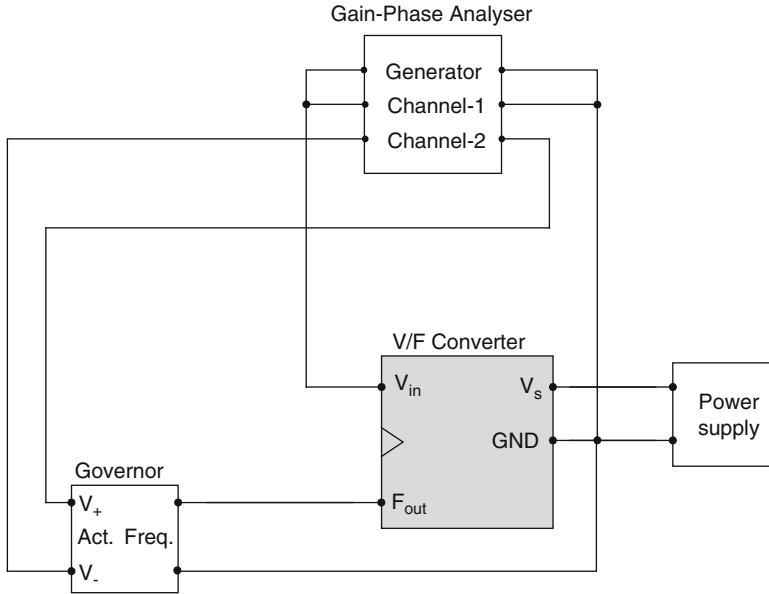 Gain-Phase Analyser
Generator
Channel-1
Channel-2
V/F Converter
Vin
Vs
GND
Fout
Power
supply
Governor
V+
Act. Freq.
V-